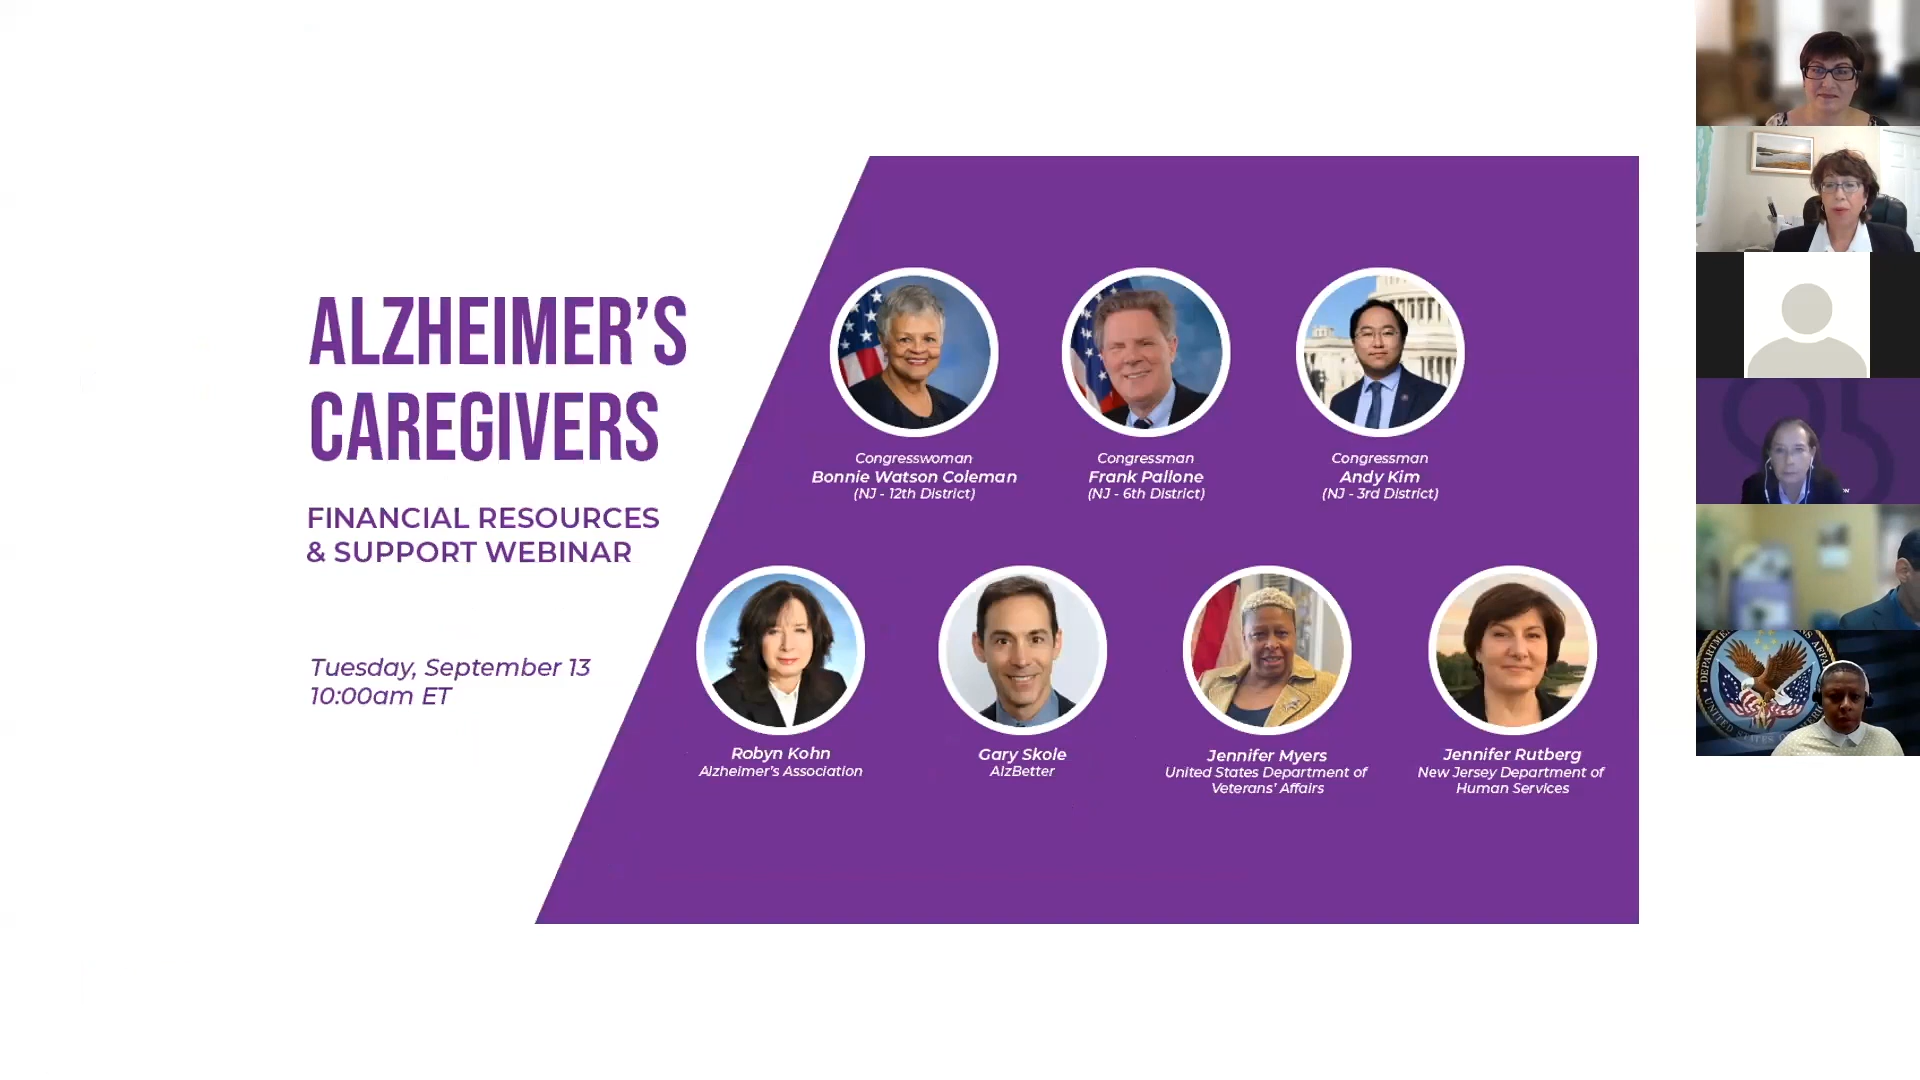 ALZHEIMER'S
CAREGIVERS
FINANCIAL RESOURCES
& SUPPORT WEBINAR
Tuesday, September 13
10:00am ET
Congresswoman
Bonnie Watson Coleman
(NJ - 12th District)
Congressman
Frank Pallone
(NJ - 6th District)
Congressman
Andy Kim
(NJ - 3rd District)
Robyn Kohn
Alzheimer's Association
Gary Skole
AlzBetter
Jennifer Myers
United States Department of
Veterans' Affairs
Jennifer Rutberg
New Jersey Department of
Human Services